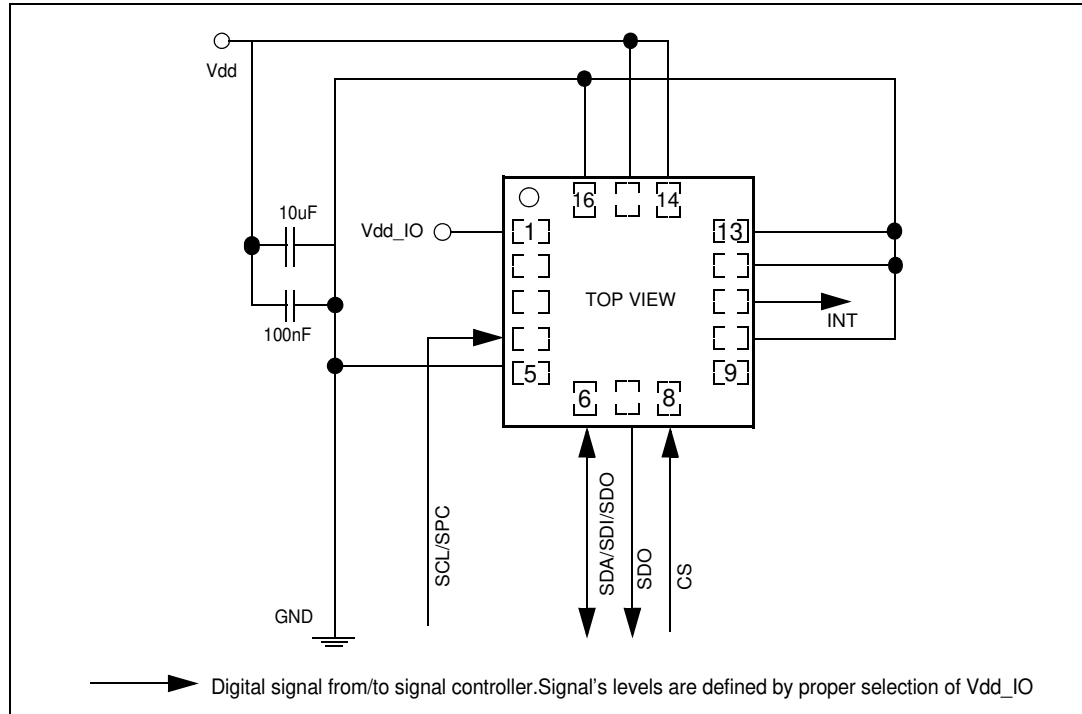 Vdd
16
14
10uF
Vdd_IO
1
13
TOP VIEW
INT
100nF
5
9
6
8
SCL/SPC
SDA/SDI/SDO
SDO
CS
GND
Digital signal from/to signal controller.Signal's levels are defined by proper selection of Vdd_IO